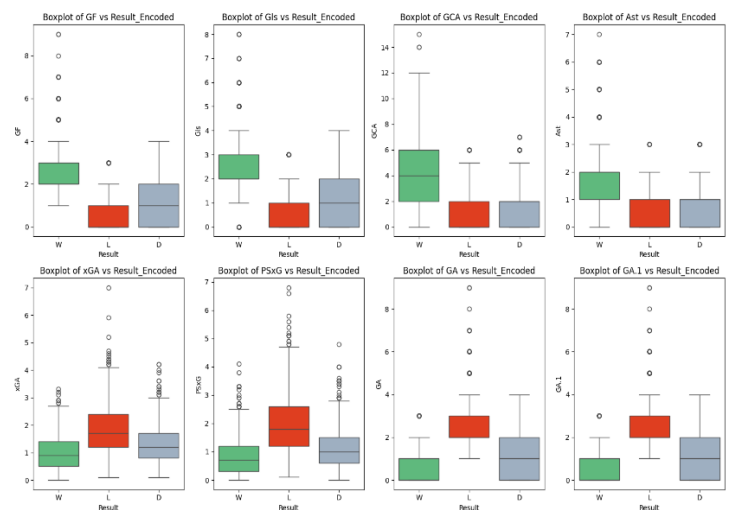 Boxplot of GF vs Result_Encoded
8
6
4
2
0
GF
W L D
Result
Boxplot of Gls vs Result_Encoded
8
7
6
5
4
3
2
1
0
Gls
W L D
Result
Boxplot of GCA vs Result_Encoded
14
12
10
8
6
4
2
0
GCA
W L D
Result
Boxplot of Ast vs Result_Encoded
7
6
5
4
3
2
1
0
Ast
W L D
Result
Boxplot of xGA vs Result_Encoded
7
6
5
4
3
2
1
0
xGA
W L D
Result
Boxplot of PSxG vs Result_Encoded
7
6
5
4
3
2
1
0
PSxG
W L D
Result
Boxplot of GA vs Result_Encoded
8
6
4
2
0
GA
W L D
Result
Boxplot of GA.1 vs Result_Encoded
8
6
4
2
0
GA.1
W L D
Result